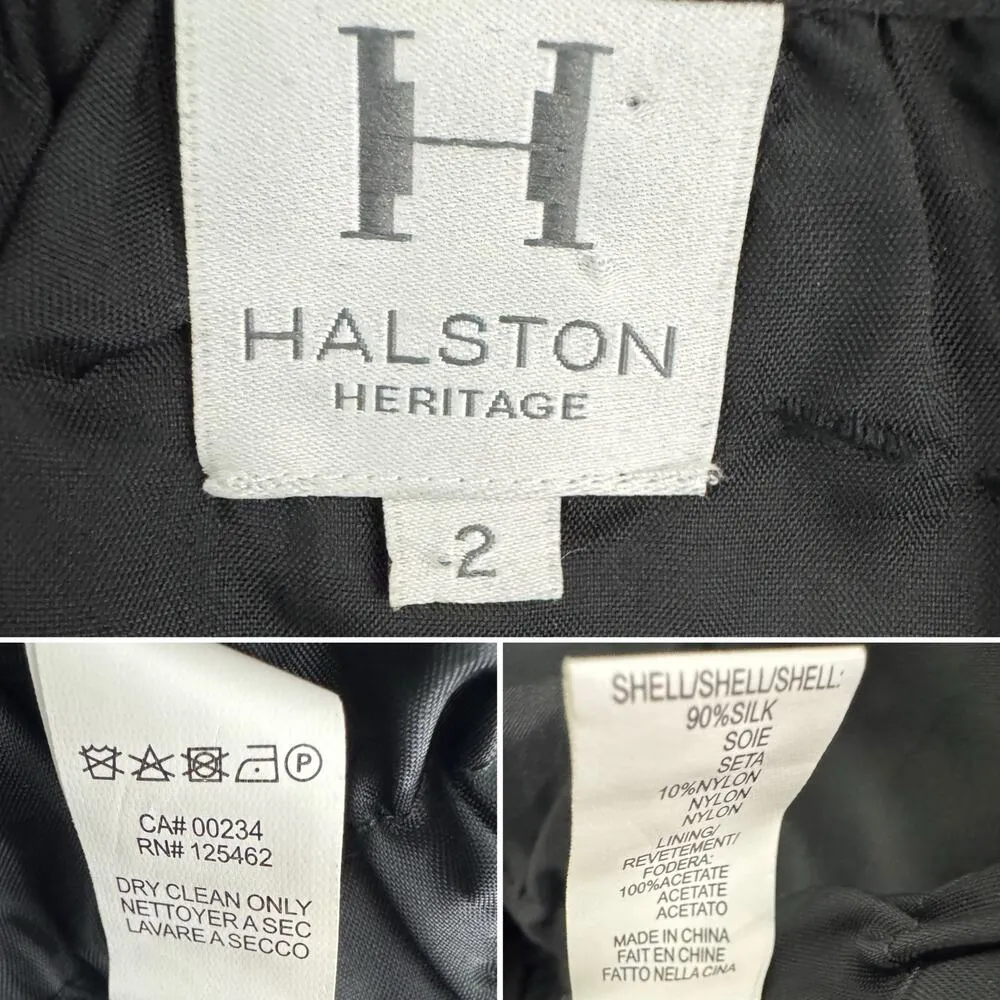 H
HALSTON
HERITAGE
2
P
CA# 00234
RN# 125462
DRY CLEAN ONLY
NETTOYER A SEC
LAVARE A SECCO
SHELL/SHELL/SHELL:
90%SILK
SOIE
SETA
10%NYLON
NYLON
NYLON
LINING/
REVETEMENT/
FODERA:
100%ACETATE
ACETATE
ACETATO
MADE IN CHINA
FAIT EN CHINE
FATTO NELLA CINA